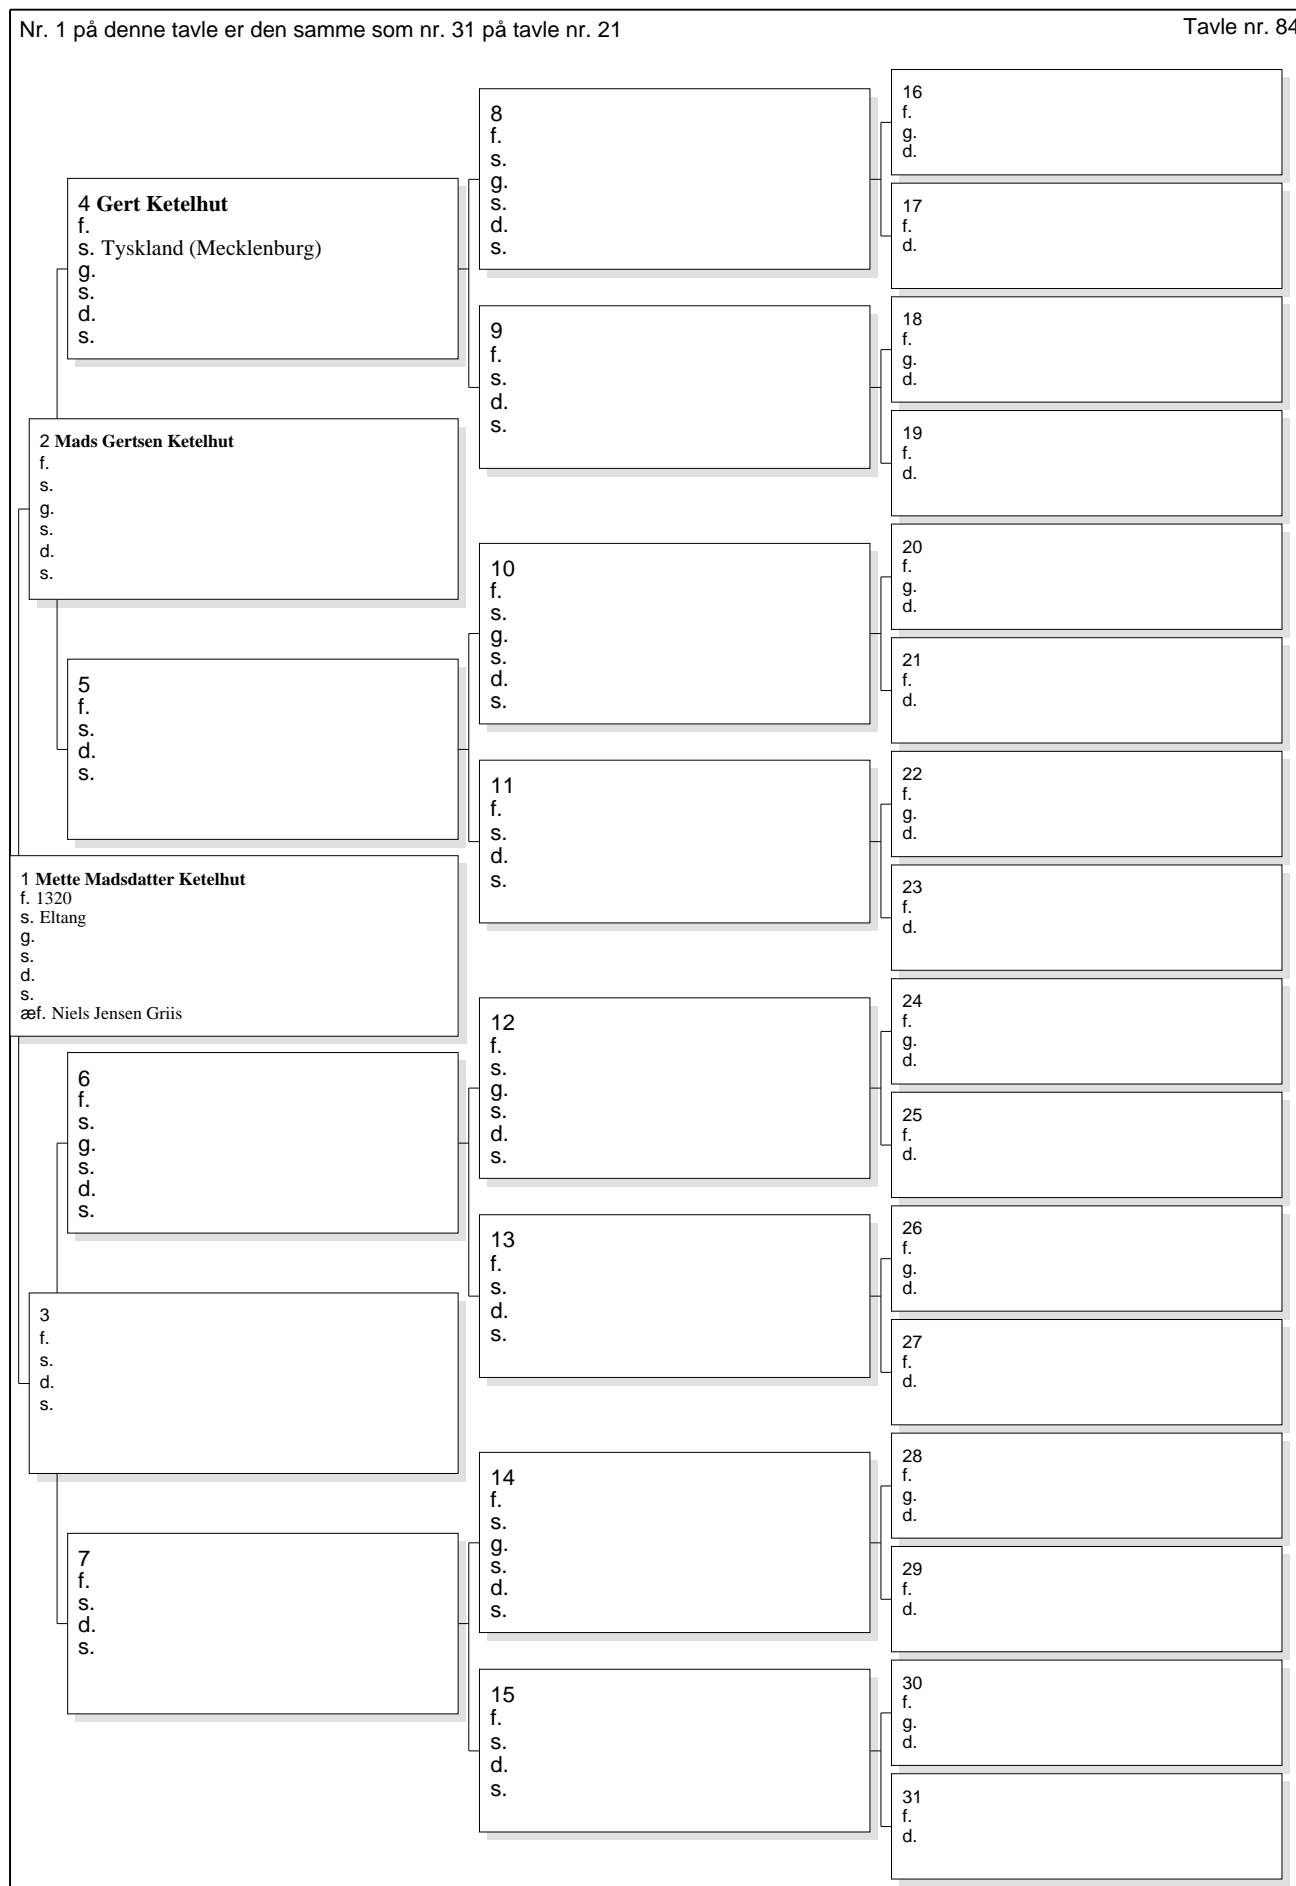 Nr. 1 på denne tavle er den samme som nr. 31 på tavle nr. 21
Tavle nr. 84
4 Gert Ketelhut
f.
s. Tyskland (Mecklenburg)
g.
s.
d.
s.
2 Mads Gertsen Ketelhut
f.
s.
g.
s.
d.
s.
5
f.
s.
d.
s.
1 Mette Madsdatter Ketelhut
f. 1320
s. Eltang
g.
s.
d.
s.
æf. Niels Jensen Griis
6
f.
s.
g.
s.
d.
s.
3
f.
s.
d.
s.
7
f.
s.
d.
s.
8
f.
s.
g.
s.
d.
s.
9
f.
s.
d.
s.
10
f.
s.
g.
s.
d.
s.
11
f.
s.
d.
s.
12
f.
s.
g.
s.
d.
s.
13
f.
s.
d.
s.
14
f.
s.
g.
s.
d.
s.
15
f.
s.
d.
s.
16
f.
g.
d.
17
f.
d.
18
f.
g.
d.
19
f.
d.
20
f.
g.
d.
21
f.
d.
22
f.
g.
d.
23
f.
d.
24
f.
g.
d.
25
f.
d.
26
f.
g.
d.
27
f.
d.
28
f.
g.
d.
29
f.
d.
30
f.
g.
d.
31
f.
d.